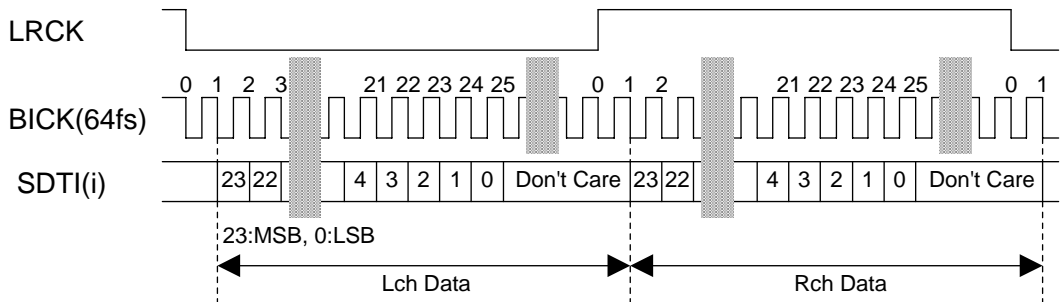 LRCK
0 1 2 3 21 22 23 24 25 0 1 2 21 22 23 24 25 0 1
BICK(64fs)
SDTI(i) 23 22 4 3 2 1 0 Don't Care 23 22 4 3 2 1 0 Don't Care
23:MSB, 0:LSB
Lch Data Rch Data